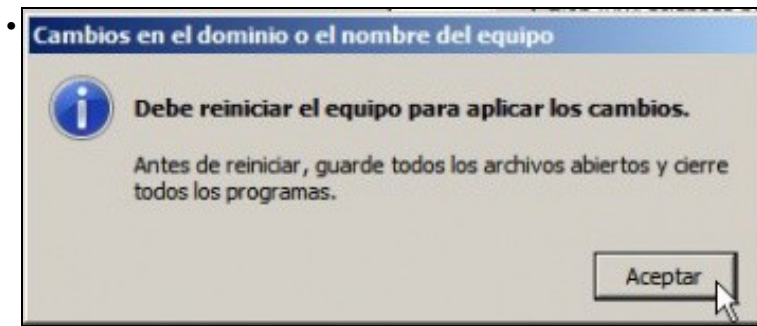 Cambios en el dominio o el nombre del equipo
Debe reiniciar el equipo para aplicar los cambios.
Antes de reiniciar, guarde todos los archivos abiertos y cierre
todos los programas.
Aceptar